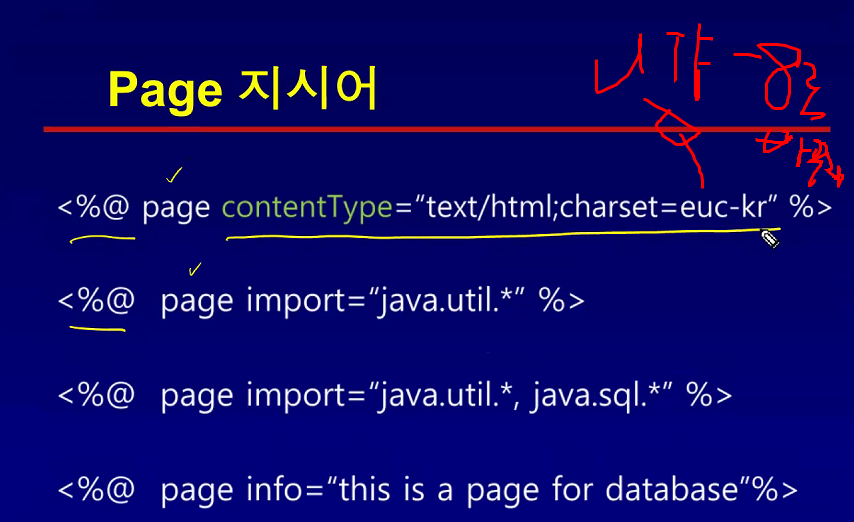 Page 지시어
<%@ page contentType=“text/html;charset=euc-kr” %>
<%@ page import=“java.util.*” %>
<%@ page import=“java.util.*, java.sql.*” %>
<%@ page info=“this is a page for database”%>